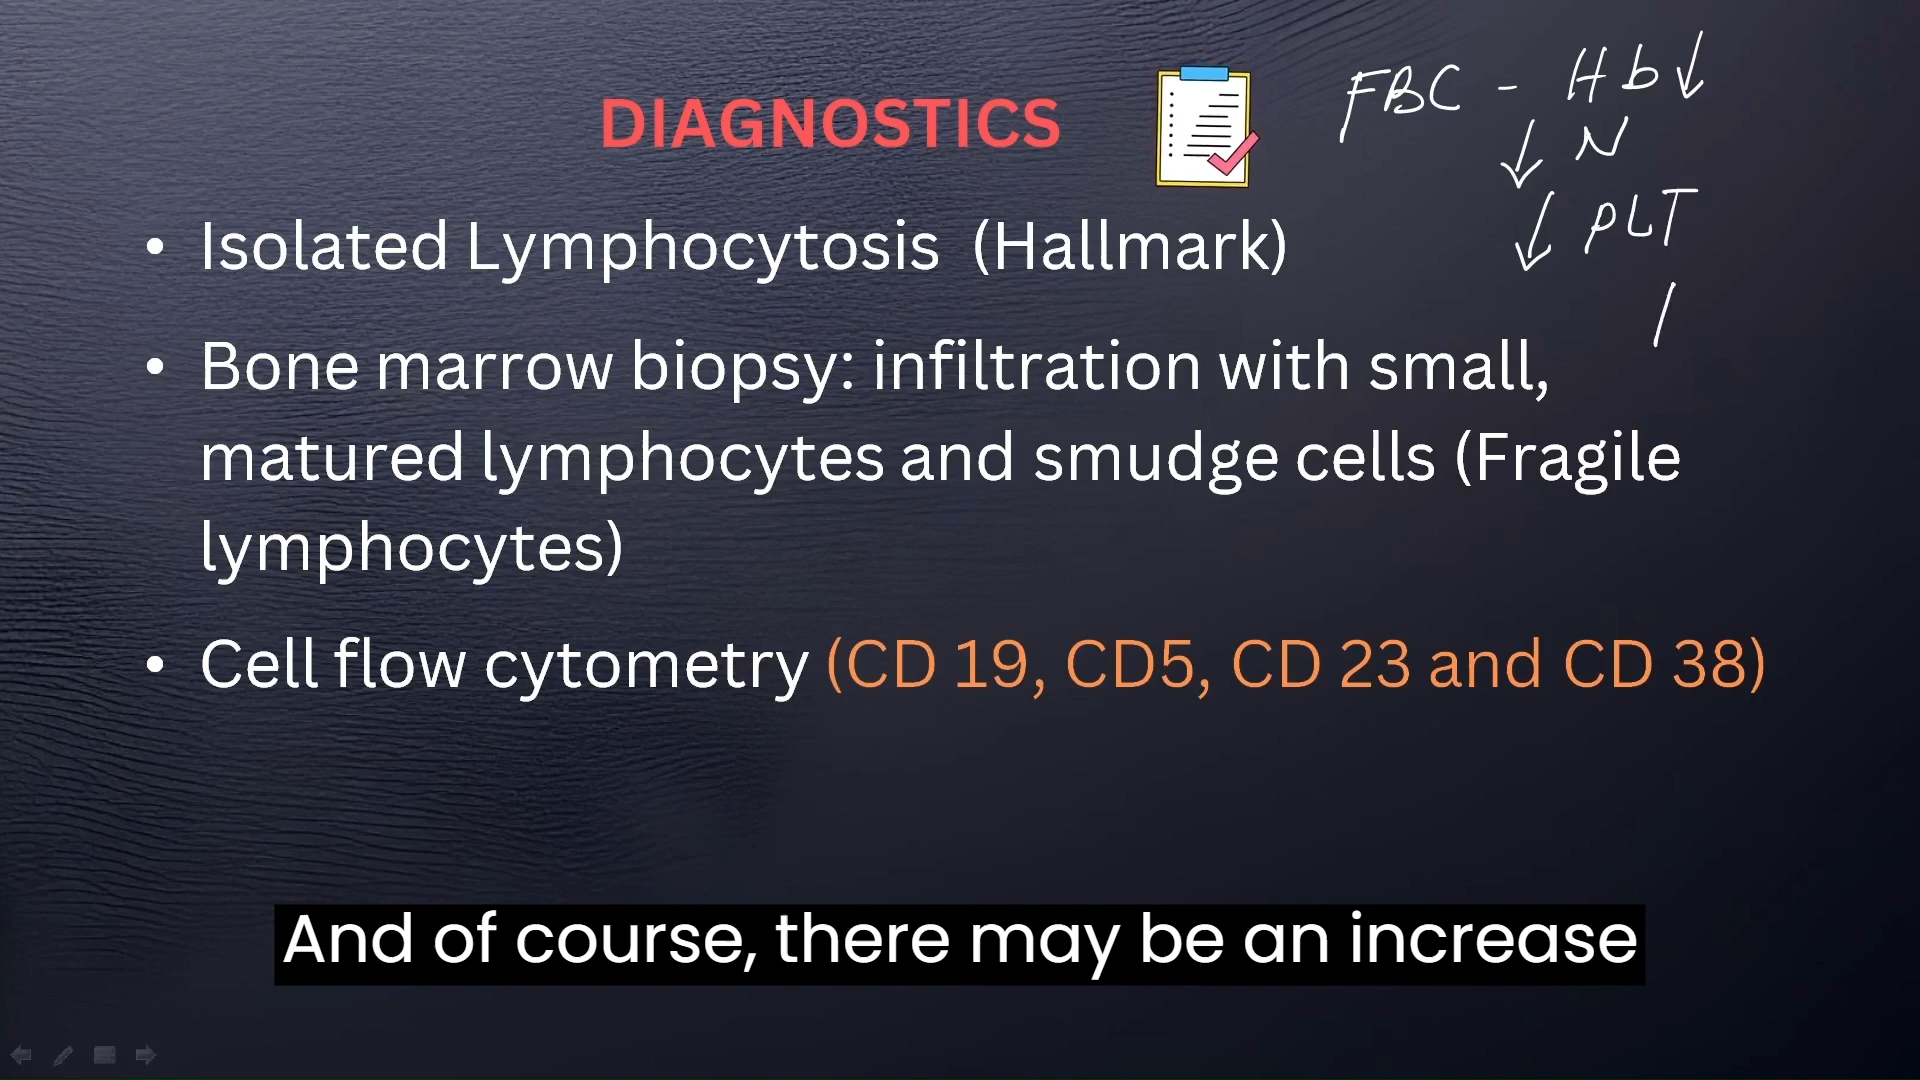 DIAGNOSTICS
FBC - Hb↓
↓ N
↓ PLT
• Isolated Lymphocytosis (Hallmark)
• Bone marrow biopsy: infiltration with small,
matured lymphocytes and smudge cells (Fragile
lymphocytes)
• Cell flow cytometry (CD 19, CD5, CD 23 and CD 38)
And of course, there may be an increase